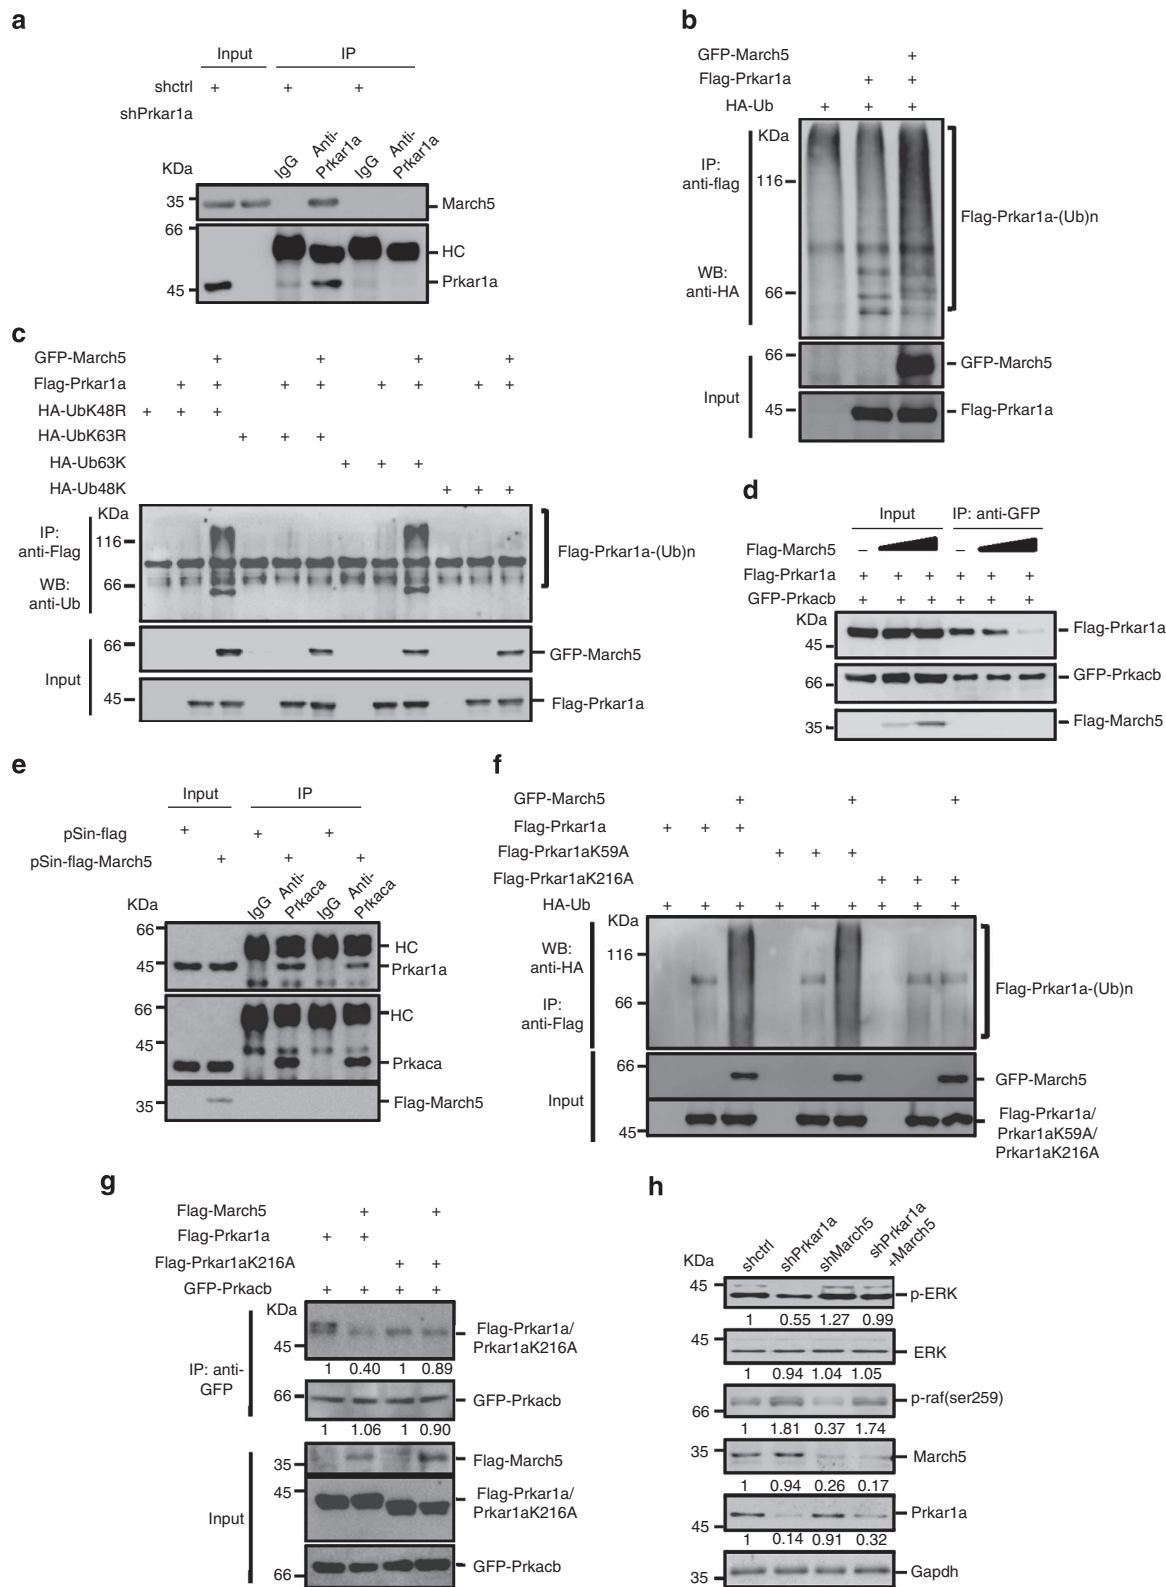 a
Input IP
shctrl + + +
shPrkar1a
IgG Anti-Prkar1a IgG Anti-Prkar1a
KDa
35 March5
66
HC
Prkar1a
45
b
GFP-March5 +
Flag-Prkar1a + +
HA-Ub + + +
KDa
IP: anti-flag
116
Flag-Prkar1a-(Ub)n
WB: anti-HA
66
66
GFP-March5
Input
45 Flag-Prkar1a
c
GFP-March5 + + + +
Flag-Prkar1a + + + + + + + +
HA-UbK48R + + +
HA-UbK63R + + +
HA-Ub63K + + +
HA-Ub48K + + +
KDa
IP: anti-Flag
116
Flag-Prkar1a-(Ub)n
WB: anti-Ub
66
66
GFP-March5
Input
45 Flag-Prkar1a
d
Input IP: anti-GFP
Flag-March5 – –
Flag-Prkar1a + + + + + +
GFP-Prkacb + + + + + +
KDa
Flag-Prkar1a
45
GFP-Prkacb
66
Flag-March5
35
e
Input IP
pSin-flag + + +
pSin-flag-March5 + + +
IgG Anti-Prkaca IgG Anti-Prkaca
KDa
66
HC
45 Prkar1a
66 HC
45
Prkaca
35 Flag-March5
f
GFP-March5 + + +
Flag-Prkar1a + + +
Flag-Prkar1aK59A + + +
Flag-Prkar1aK216A + + +
HA-Ub + + + + + + + + +
KDa
WB: anti-HA
116
Flag-Prkar1a-(Ub)n
66
IP: anti-Flag
66
GFP-March5
Input
Flag-Prkar1a/
Prkar1aK59A/
Prkar1aK216A
45
g
Flag-March5 + +
Flag-Prkar1a + +
Flag-Prkar1aK216A + +
GFP-Prkacb + + + +
KDa
Flag-Prkar1a/
Prkar1aK216A
45
1 0.40 1 0.89
IP: anti-GFP
66 GFP-Prkacb
1 1.06 1 0.90
Flag-March5
35
45
Flag-Prkar1a/
Prkar1aK216A
Input
GFP-Prkacb
66
h
shctrl shPrkar1a shMarch5 shPrkar1a +March5
KDa
45
p-ERK
1 0.55 1.27 0.99
45
ERK
1 0.94 1.04 1.05
p-raf(ser259)
66
1 1.81 0.37 1.74
35 March5
1 0.94 0.26 0.17
Prkar1a
45
1 0.14 0.91 0.32
Gapdh
35